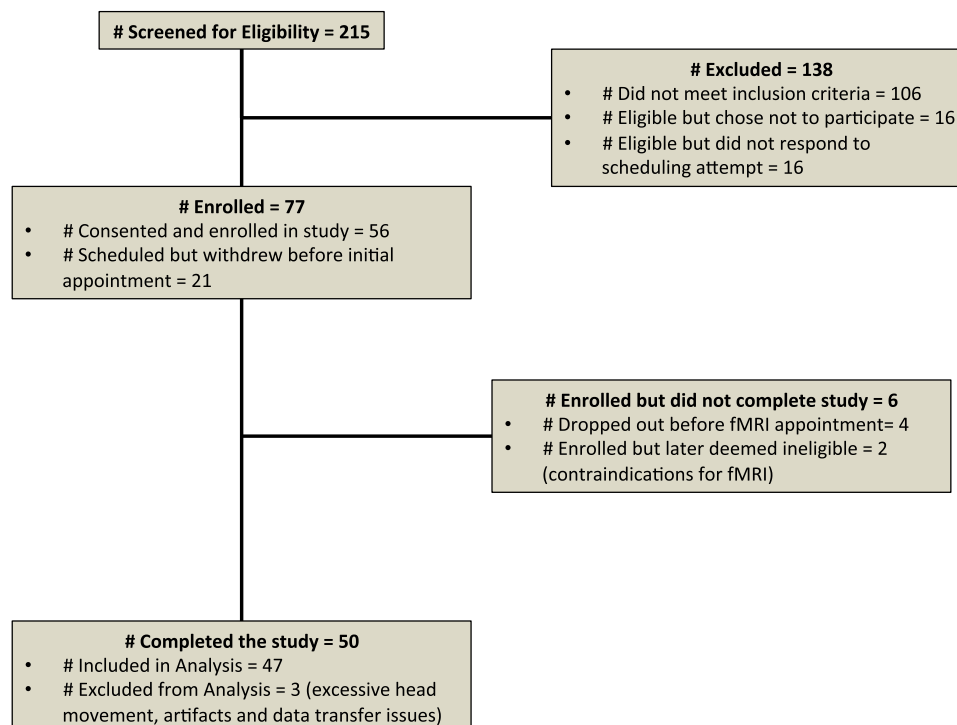 # Screened for Eligibility = 215
# Excluded = 138
• # Did not meet inclusion criteria = 106
• # Eligible but chose not to participate = 16
• # Eligible but did not respond to
scheduling attempt = 16
# Enrolled = 77
• # Consented and enrolled in study = 56
• # Scheduled but withdrew before initial
appointment = 21
# Enrolled but did not complete study = 6
• # Dropped out before fMRI appointment= 4
• # Enrolled but later deemed ineligible = 2
(contraindications for fMRI)
# Completed the study = 50
• # Included in Analysis = 47
• # Excluded from Analysis = 3 (excessive head
movement, artifacts and data transfer issues)